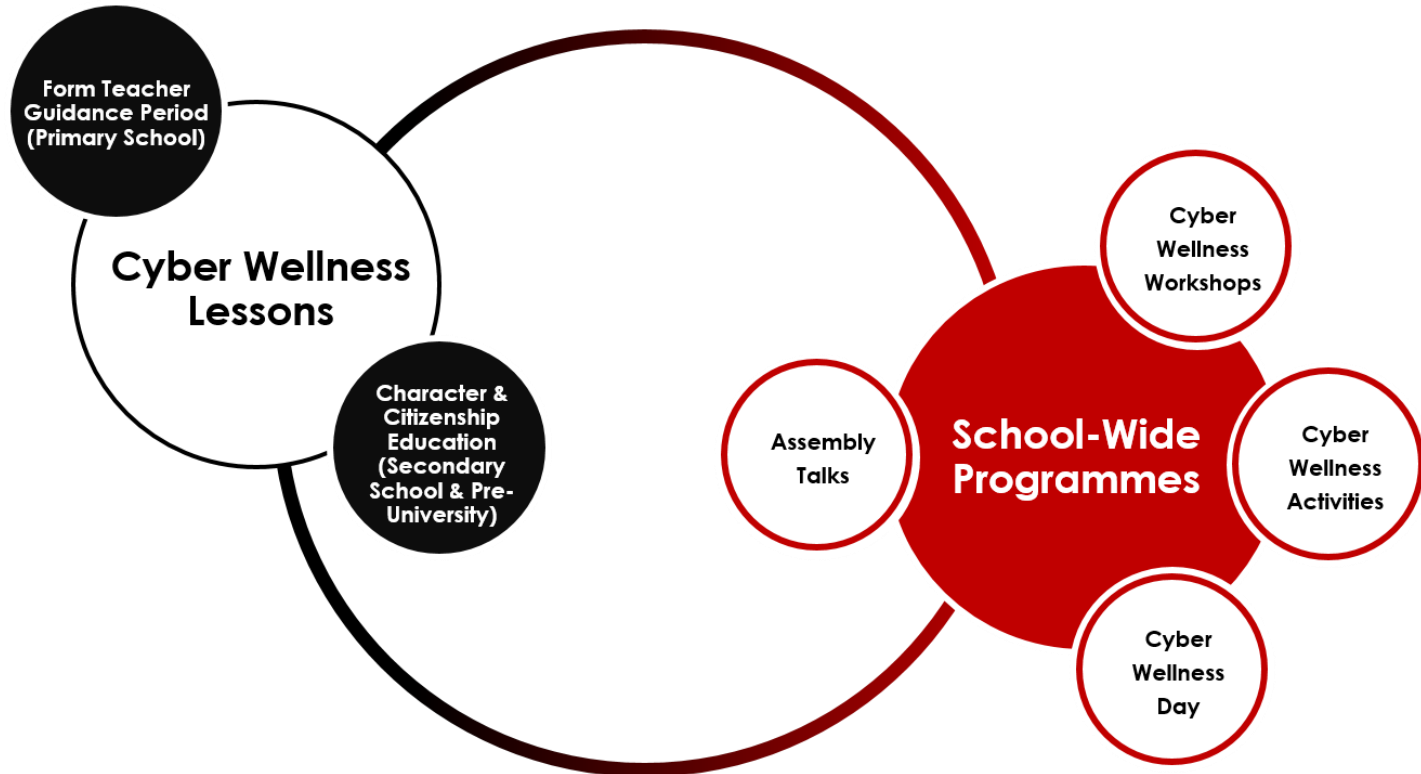 Form Teacher
Guidance Period
(Primary School)
Cyber Wellness
Lessons
Character &
Citizenship
Education
(Secondary
School & Pre-
University)
Assembly
Talks
School-Wide
Programmes
Cyber
Wellness
Workshops
Cyber
Wellness
Activities
Cyber
Wellness
Day